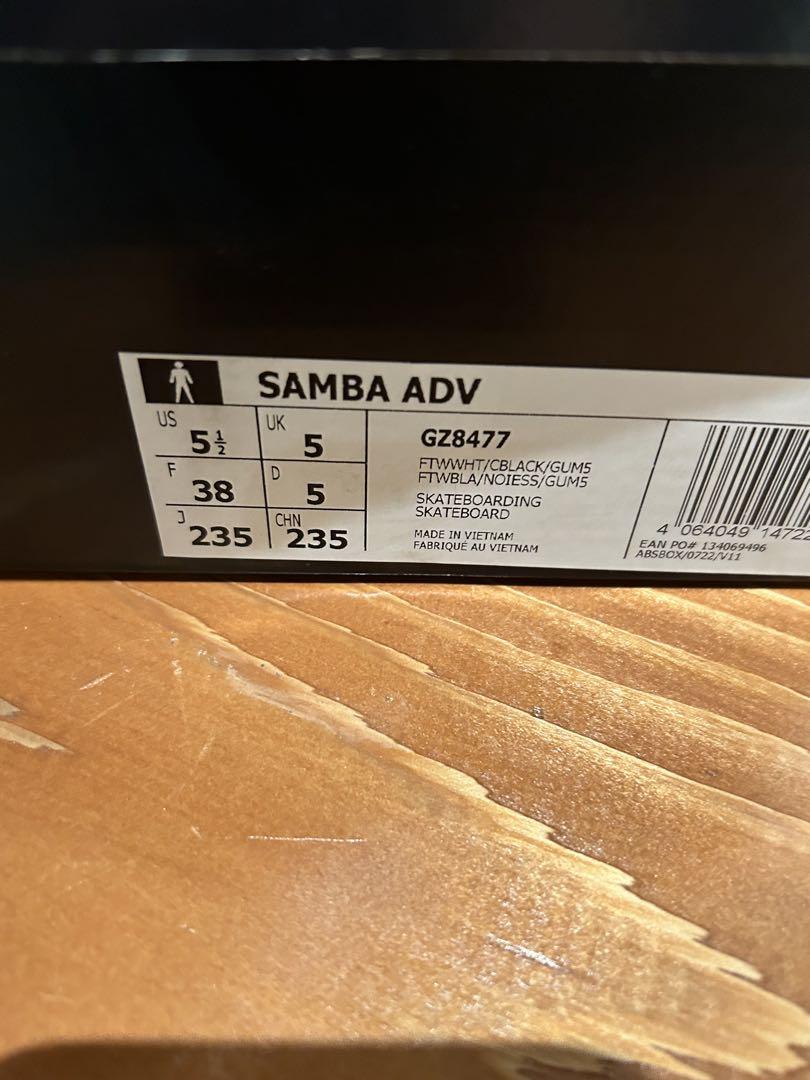 SAMBA ADV
US 5½
UK 5
F 38
D 5
J 235
CHN 235
GZ8477
FTWWHT/CBLACK/GUM5
FTWBLA/NOIESS/GUM5
SKATEBOARDING
SKATEBOARD
MADE IN VIETNAM
FABRIQUÉ AU VIETNAM
4 064049 14722
EAN PO# 134069496
ABSBOX/0722/V11